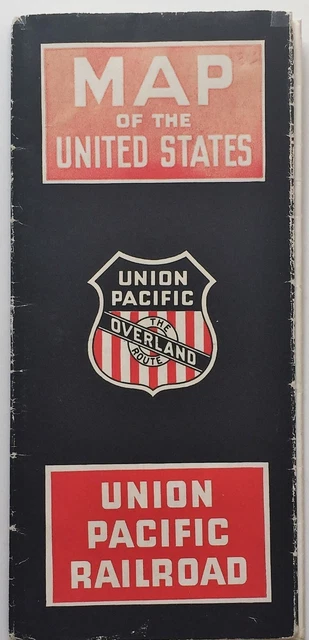 MAP
OF THE
UNITED STATES
UNION
PACIFIC
THE
OVERLAND
ROUTE
UNION
PACIFIC
RAILROAD